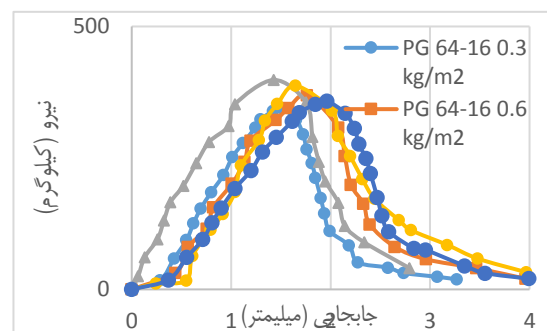 500
0
PG 64-16 0.3
kg/m2
PG 64-16 0.6
kg/m2
نیرو (کیلوگرم)
0 1 2 3 4
جابجایی (میلیمتر)